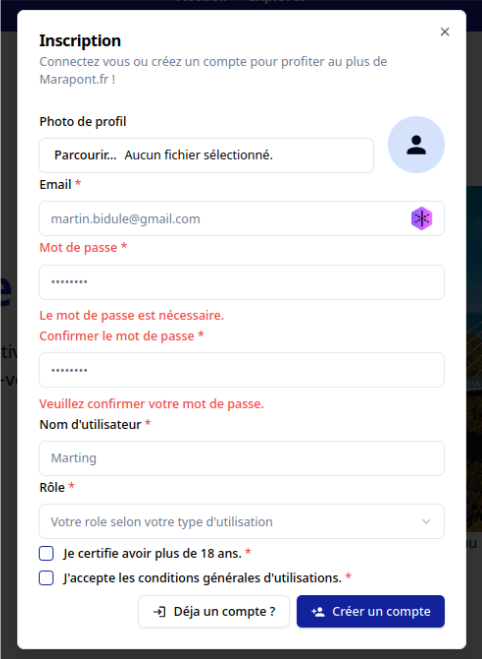 Inscription
Connectez vous ou créez un compte pour profiter au plus de
Marapont.fr !
Photo de profil
Parcourir... Aucun fichier sélectionné.
Email *
martin.bidule@gmail.com
Mot de passe *
••••••••
Le mot de passe est nécessaire.
Confirmer le mot de passe *
••••••••
Veuillez confirmer votre mot de passe.
Nom d'utilisateur *
Marting
Rôle *
Votre role selon votre type d'utilisation
Je certifie avoir plus de 18 ans. *
J'accepte les conditions générales d'utilisations. *
Déja un compte ?
Créer un compte